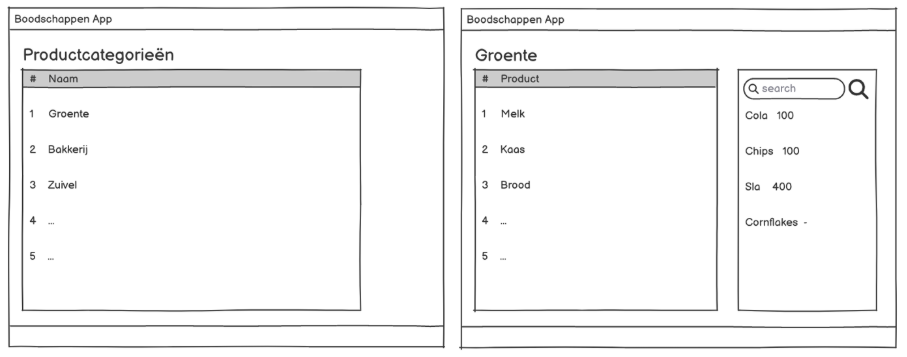 Boodschappen App
Productcategorieën
# Naam
1 Groente
2 Bakkerij
3 Zuivel
4 ...
5 ...
Boodschappen App
Groente
# Product
1 Melk
2 Kaas
3 Brood
4 ...
5 ...
search
Cola 100
Chips 100
Sla 400
Cornflakes -